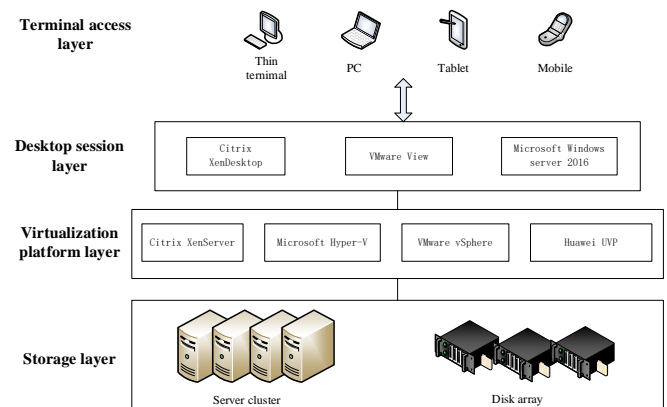 Terminal access
layer
Thin
ternimal
PC
Tablet
Mobile
Desktop session
layer
Citrix
XenDesktop
VMware View
Microsoft Windows
server 2016
Virtualization
platform layer
Citrix XenServer
Microsoft Hyper-V
VMware vSphere
Huawei UVP
Storage layer
Server cluster
Disk array